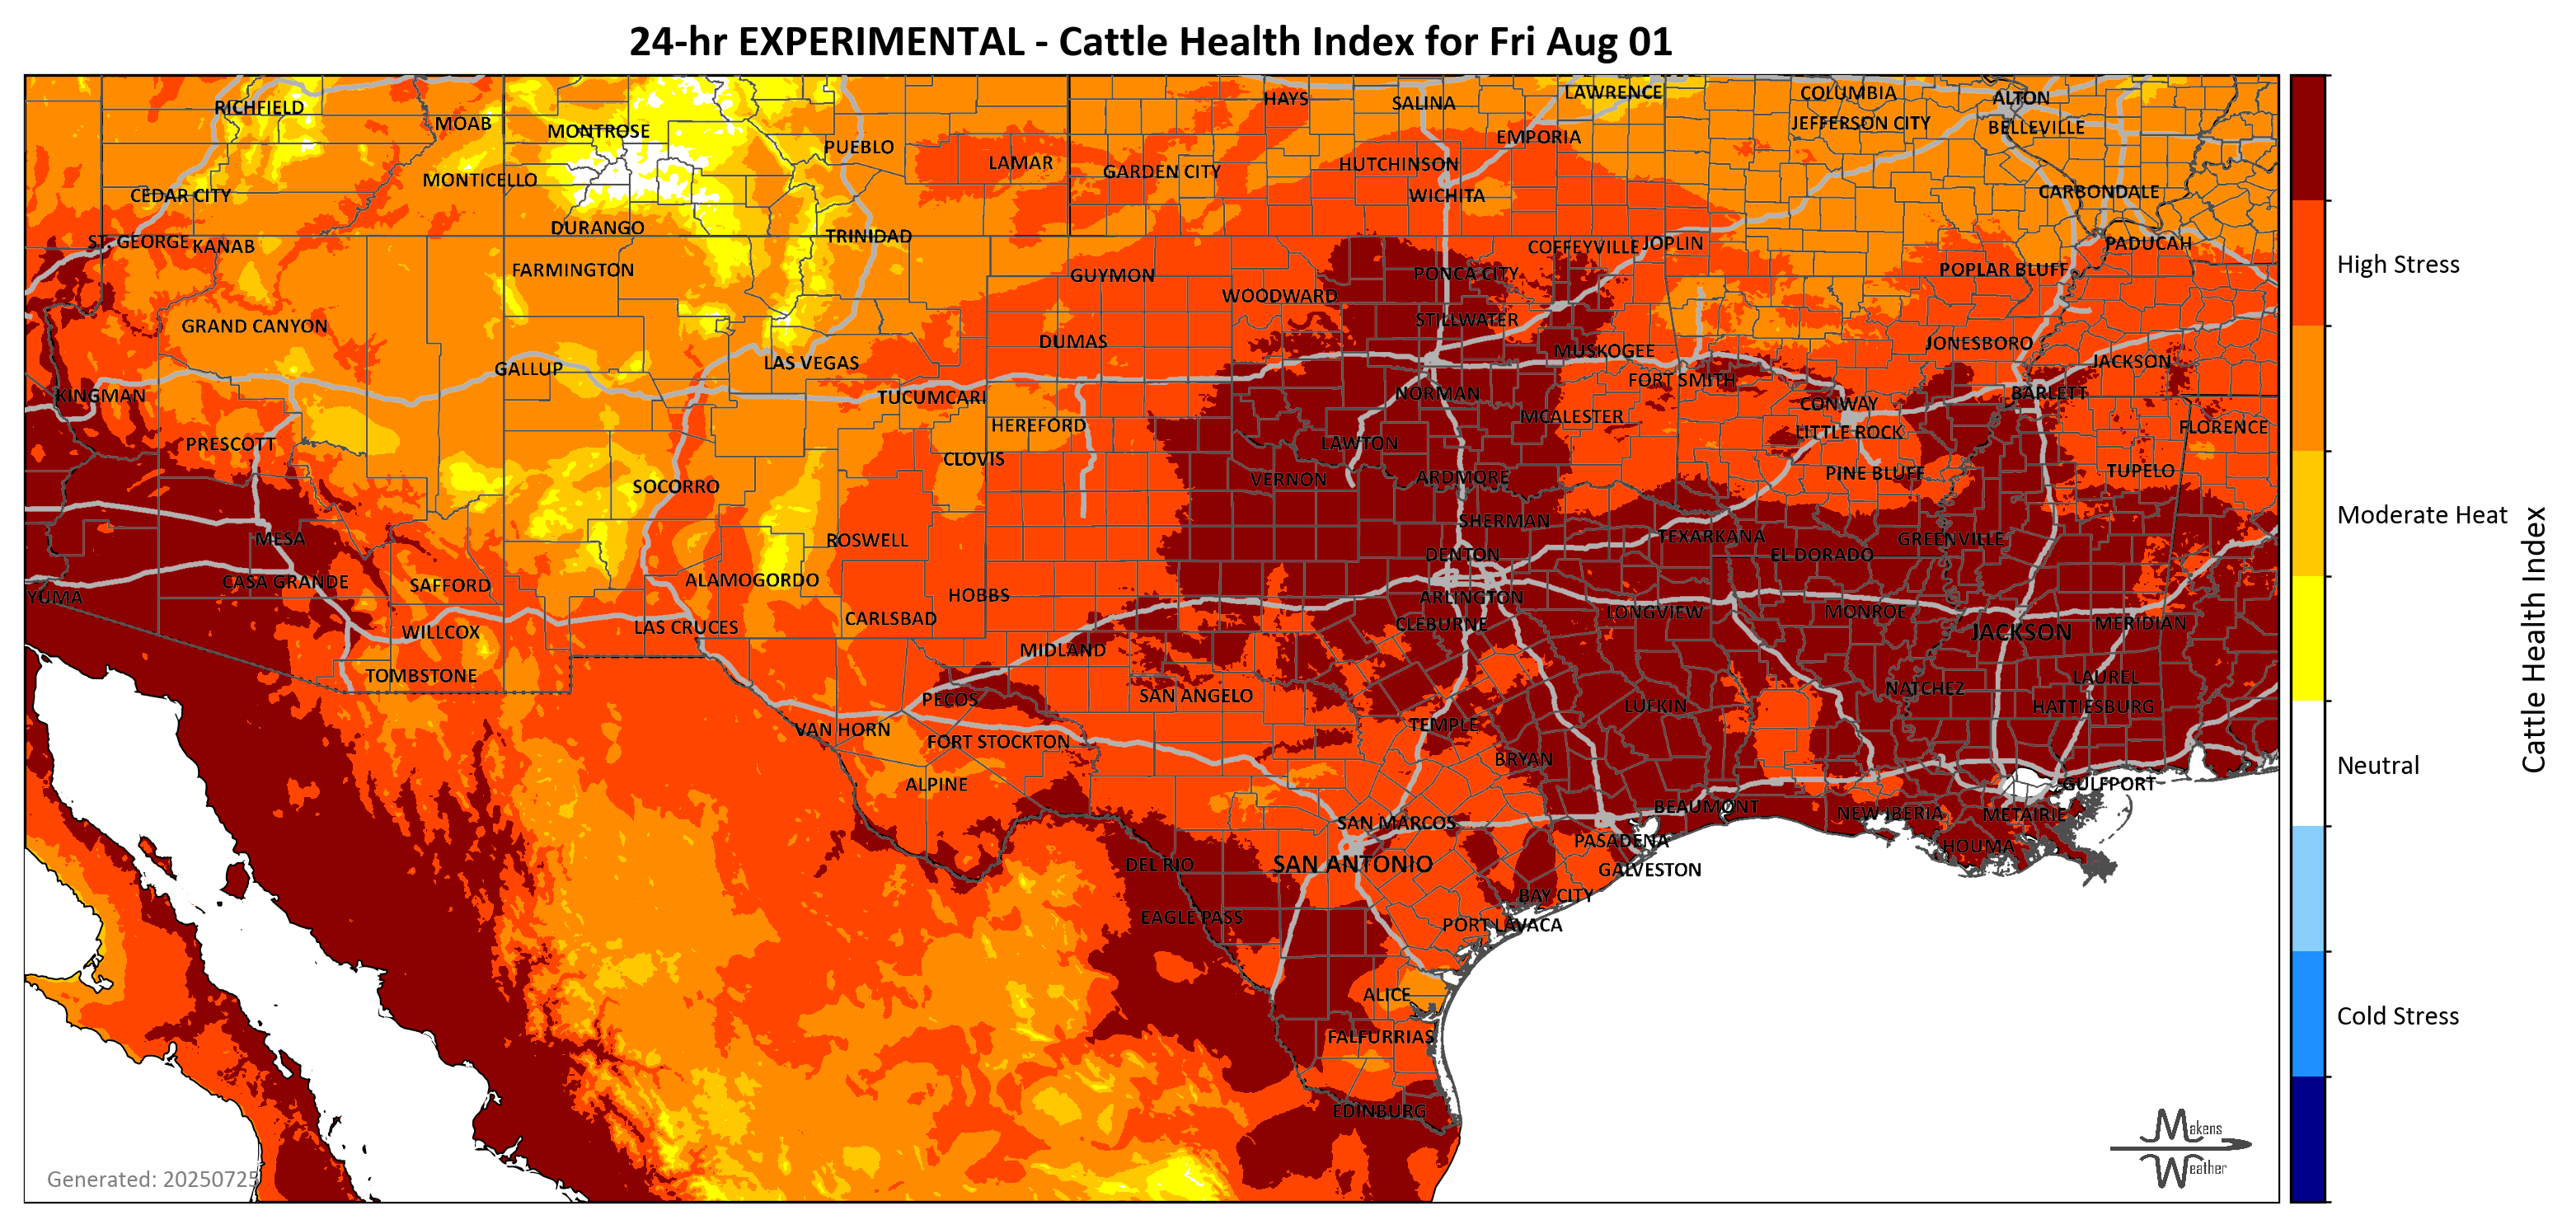 24-hr EXPERIMENTAL - Cattle Health Index for Fri Aug 01
RICHFIELD
MOAB
MONTROSE
PUEBLO
LAMAR
HAYS
SALINA
LAWRENCE
COLUMBIA
ALTON
JEFFERSON CITY
BELLEVILLE
EMPORIA
HUTCHINSON
GARDEN CITY
MONTICELLO
CEDAR CITY
WICHITA
CARBONDALE
DURANGO
TRINIDAD
ST. GEORGE
KANAB
COFFEYVILLE
JOPLIN
PADUCAH
FARMINGTON
GUYMON
PONCA CITY
POPLAR BLUFF
WOODWARD
GRAND CANYON
STILLWATER
DUMAS
MUSKOGEE
JONESBORO
JACKSON
GALLUP
LAS VEGAS
FORT SMITH
KINGMAN
TUCUMCARI
NORMAN
CONWAY
BARLETT
MCALESTER
HEREFORD
LITTLE ROCK
FLORENCE
PRESCOTT
LAWTON
CLOVIS
VERNON
ARDMORE
PINE BLUFF
TUPELO
SOCORRO
SHERMAN
MESA
ROSWELL
TEXARKANA
GREENVILLE
DENTON
EL DORADO
CASA GRANDE
SAFFORD
ALAMOGORDO
YUMA
HOBBS
ARLINGTON
LONGVIEW
MONROE
CARLSBAD
CLEBURNE
WILLCOX
LAS CRUCES
JACKSON
MERIDIAN
MIDLAND
TOMBSTONE
LAUREL
PECOS
SAN ANGELO
NATCHEZ
LUFKIN
HATTIESBURG
VAN HORN
TEMPLE
FORT STOCKTON
BRYAN
ALPINE
GULFPORT
BEAUMONT
NEW IBERIA
METAIRIE
SAN MARCOS
PASADENA
HOUMA
DEL RIO
SAN ANTONIO
GALVESTON
BAY CITY
EAGLE PASS
PORT LAVACA
ALICE
FALFURRIAS
EDINBURG
Generated: 20250725
Makens
Weather
High Stress
Moderate Heat
Neutral
Cold Stress
Cattle Health Index